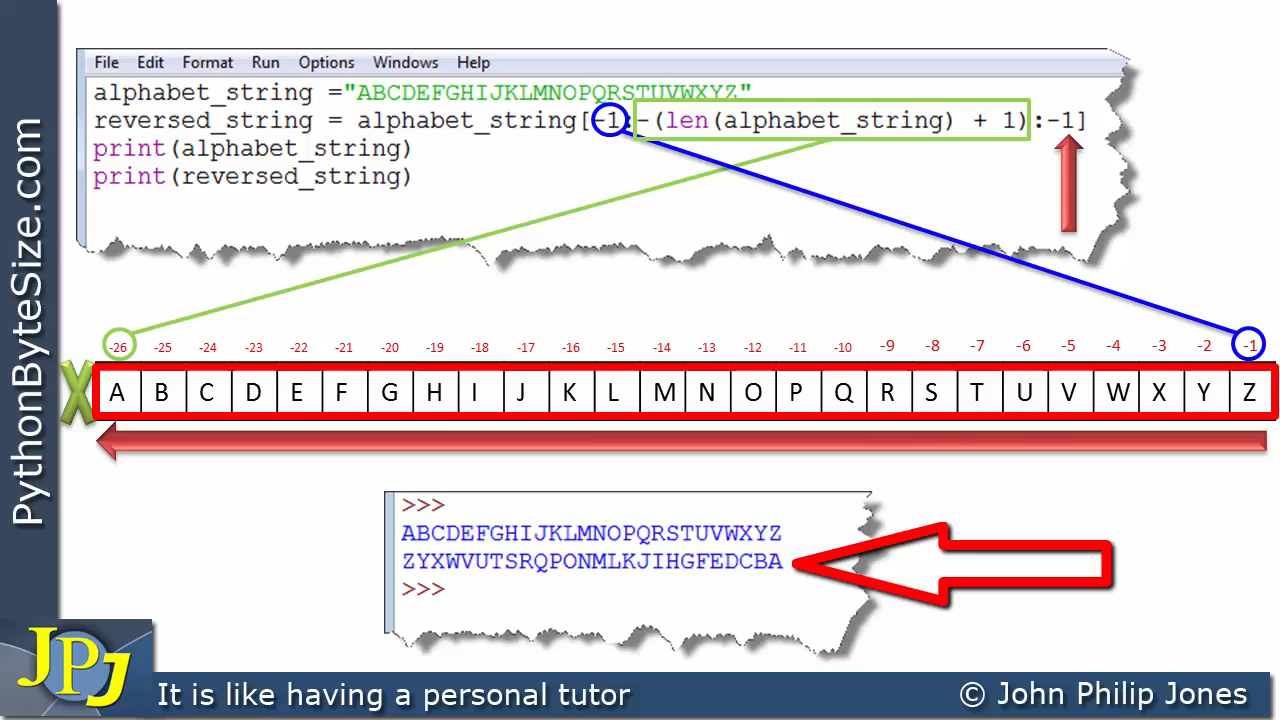 PythonByteSize.com
File Edit Format Run Options Windows Help
alphabet_string ="ABCDEFGHIJKLMNOPQRSTUVWXYZ"
reversed_string = alphabet_string[-1:-(len(alphabet_string) + 1):-1]
print(alphabet_string)
print(reversed_string)
-26 -25 -24 -23 -22 -21 -20 -19 -18 -17 -16 -15 -14 -13 -12 -11 -10 -9 -8 -7 -6 -5 -4 -3 -2 -1
X A B C D E F G H I J K L M N O P Q R S T U V W X Y Z
>>>
ABCDEFGHIJKLMNOPQRSTUVWXYZ
ZYXWVUTSRQPONMLKJIHGFEDCBA
>>>
JPJ
It is like having a personal tutor
© John Philip Jones